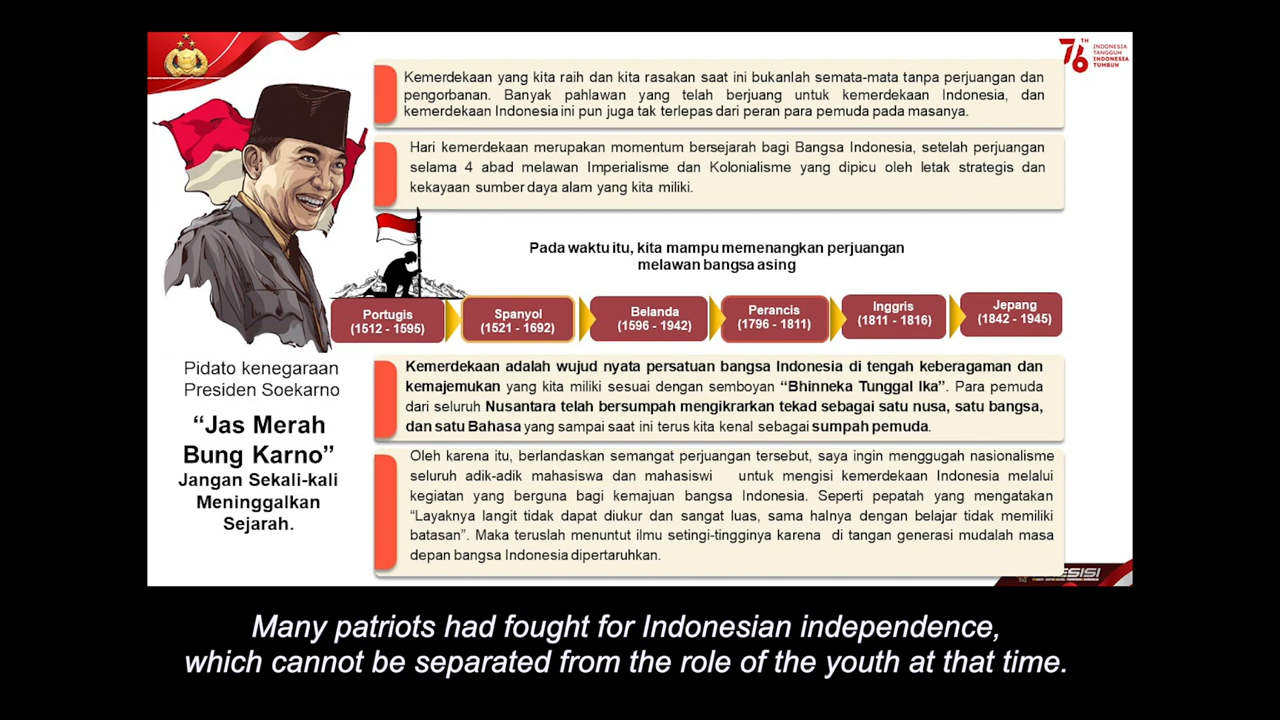 76TH
INDONESIA
TANGGUH
INDONESIA
TUMBUH
Kemerdekaan yang kita raih dan kita rasakan saat ini bukanlah semata-mata tanpa perjuangan dan
pengorbanan. Banyak pahlawan yang telah berjuang untuk kemerdekaan Indonesia, dan
kemerdekaan Indonesia ini pun juga tak terlepas dari peran para pemuda pada masanya.
Hari kemerdekaan merupakan momentum bersejarah bagi Bangsa Indonesia, setelah perjuangan
selama 4 abad melawan Imperialisme dan Kolonialisme yang dipicu oleh letak strategis dan
kekayaan sumber daya alam yang kita miliki.
Pada waktu itu, kita mampu memenangkan perjuangan
melawan bangsa asing
Portugis
(1512 - 1595)
Spanyol
(1521 - 1692)
Belanda
(1596 - 1942)
Perancis
(1796 - 1811)
Inggris
(1811 - 1816)
Jepang
(1842 - 1945)
Pidato kenegaraan
Presiden Soekarno
“Jas Merah
Bung Karno”
Jangan Sekali-kali
Meninggalkan
Sejarah.
Kemerdekaan adalah wujud nyata persatuan bangsa Indonesia di tengah keberagaman dan
kemajemukan yang kita miliki sesuai dengan semboyan “Bhinneka Tunggal Ika”. Para pemuda
dari seluruh Nusantara telah bersumpah mengikrarkan tekad sebagai satu nusa, satu bangsa,
dan satu Bahasa yang sampai saat ini terus kita kenal sebagai sumpah pemuda.
Oleh karena itu, berlandaskan semangat perjuangan tersebut, saya ingin menggugah nasionalisme
seluruh adik-adik mahasiswa dan mahasiswi untuk mengisi kemerdekaan Indonesia melalui
kegiatan yang berguna bagi kemajuan bangsa Indonesia. Seperti pepatah yang mengatakan
“Layaknya langit tidak dapat diukur dan sangat luas, sama halnya dengan belajar tidak memiliki
batasan”. Maka teruslah menuntut ilmu setingi-tingginya karena di tangan generasi mudalah masa
depan bangsa Indonesia dipertaruhkan.
Many patriots had fought for Indonesian independence,
which cannot be separated from the role of the youth at that time.